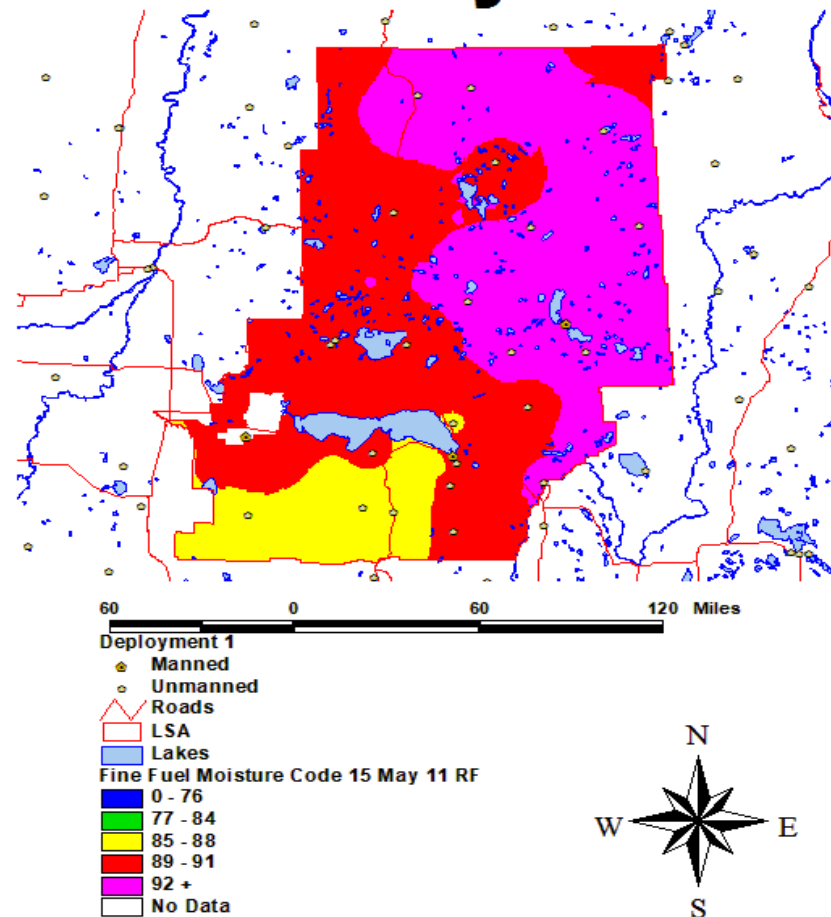 60 0 60 120 Miles
Deployment 1
Manned
Unmanned
Roads
LSA
Lakes
Fine Fuel Moisture Code 15 May 11 RF
0 - 76
77 - 84
85 - 88
89 - 91
92 +
No Data
N
W E
S